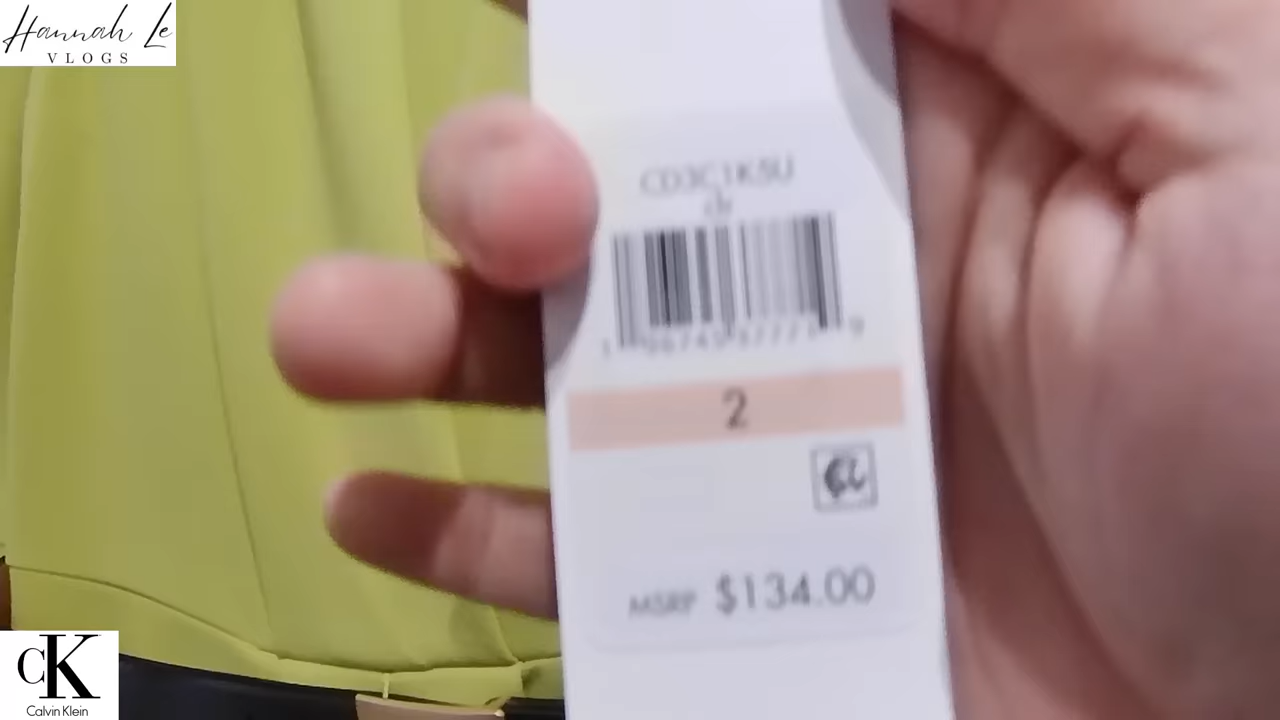 Hannah Le
VLOGS
CD3C1K5U
2
MSRP $134.00
CK
Calvin Klein